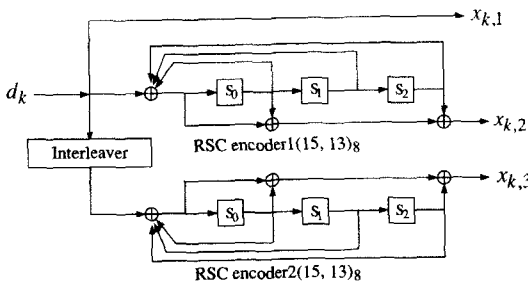 x_{k,1}
d_k
S_0
S_1
S_2
x_{k,2}
RSC encoder1(15, 13)_8
Interleaver
x_{k,3}
S_0
S_1
S_2
RSC encoder2(15, 13)_8